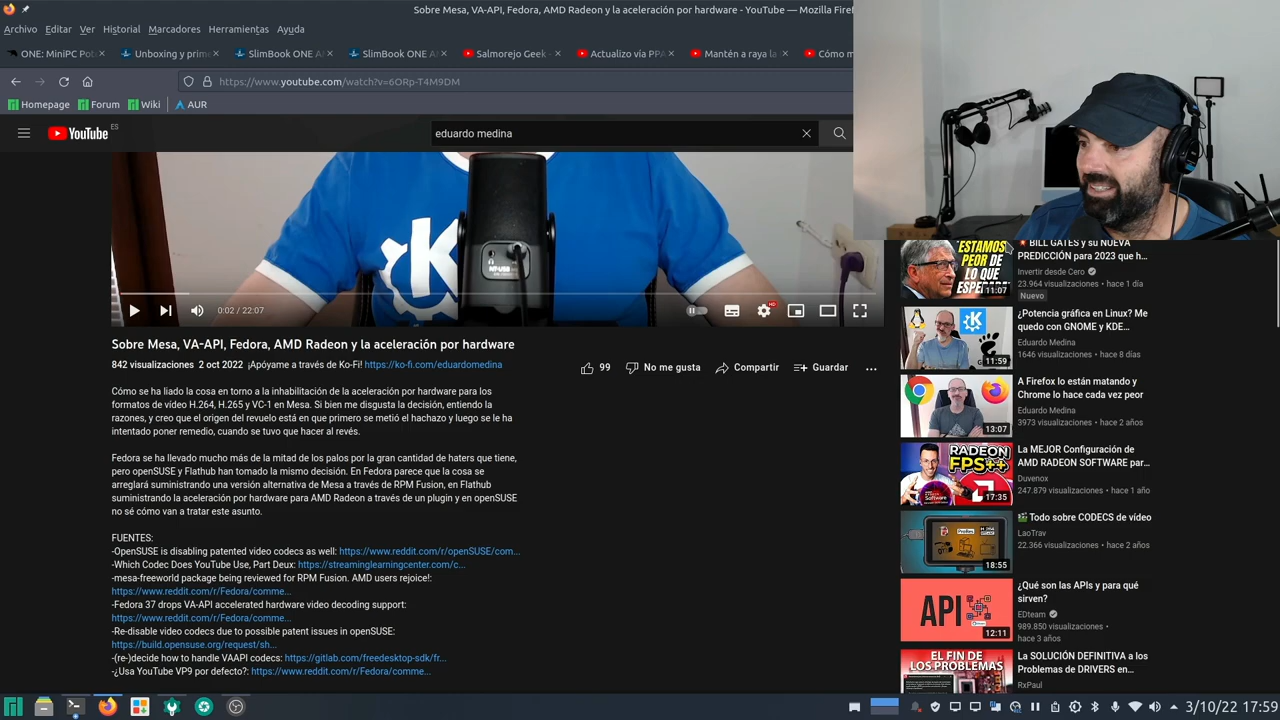 Sobre Mesa, VA-API, Fedora, AMD Radeon y la aceleración por hardware - YouTube — Mozilla Firef
Archivo Editar Ver Historial Marcadores Herramientas Ayuda
ONE: MiniPC Pot
Unboxing y prime
SlimBook ONE AM
SlimBook ONE AM
Salmorejo Geek -
Actualizo vía PPA
Mantén a raya la
Cómo m
https://www.youtube.com/watch?v=6ORp-T4M9DM
Homepage Forum Wiki AUR
YouTube ES
eduardo medina
0:02 / 22:07
HD
Sobre Mesa, VA-API, Fedora, AMD Radeon y la aceleración por hardware
842 visualizaciones 2 oct 2022 ¡Apóyame a través de Ko-Fi! https://ko-fi.com/eduardomedina
99 No me gusta Compartir Guardar
Cómo se ha liado la cosa con la inhabilitación de la aceleración por hardware para los
formatos de vídeo H.264, H.265 y VC-1 en Mesa. Si bien me disgusta la decisión, entiendo la
razones, y creo que el origen del revuelo está en que primero se metió el hachazo y luego se le ha
intentado poner remedio, cuando se tuvo que hacer al revés.
Fedora se ha llevado muchos más palos por la gran cantidad de haters que tiene,
pero openSUSE y Flathub han tomado la misma decisión. En Fedora parece que la cosa se
arreglará suministrando una versión alternativa de Mesa a través de RPM Fusion, en Flathub
suministrando la aceleración por hardware para AMD Radeon a través de un plugin y en openSUSE
no sé cómo van a tratar este asunto.
FUENTES:
-OpenSUSE is disabling patented video codecs as well: https://www.reddit.com/r/openSUSE/com...
-Which Codec Does YouTube Use?: http://streaminglearningcenter.com/c...
-mesa-freeworld package being reviewed at RPM Fusion. AMD users rejoice!:
https://www.reddit.com/r/Fedora/comme...
-Fedora 37 drops VA-API accelerated hardware video decoding support:
https://www.reddit.com/r/Fedora/comme...
-Re-disable video codecs due to possible patent issues in openSUSE:
https://build.opensuse.org/request/sh...
-(re-)decide how to handle VAAPI codecs: https://gitlab.com/freedesktop-sdk/fr...
-¿Usa YouTube VP9 por defecto?: https://www.reddit.com/r/Fedora/comme...
"ESTAMOS
PEOR DE
LO QUE
11:07
BILL GATES y su NUEVA
PREDICCIÓN para 2023 que h...
Invertir desde Cero
23.964 visualizaciones • hace 1 día
Nuevo
11:59
¿Potencia gráfica en Linux? Me
quedo con GNOME y KDE...
Eduardo Medina
1646 visualizaciones • hace 8 días
13:07
A Firefox lo están matando y
Chrome lo hace cada vez peor
Eduardo Medina
3973 visualizaciones • hace 2 años
RADEON
FPS++
17:35
La MEJOR Configuración de
AMD RADEON SOFTWARE par...
Duvenox
247.879 visualizaciones • hace 1 año
18:55
Todo sobre CODECS de vídeo
LaoTrav
22.366 visualizaciones • hace 2 años
API
12:11
¿Qué son las APIs y para qué
sirven?
EDteam
989.850 visualizaciones •
hace 3 años
EL FIN DE
LOS PROBLEMAS
La SOLUCIÓN DEFINITIVA a los
Problemas de DRIVERS en...
RxPaul
3/10/22 17:59